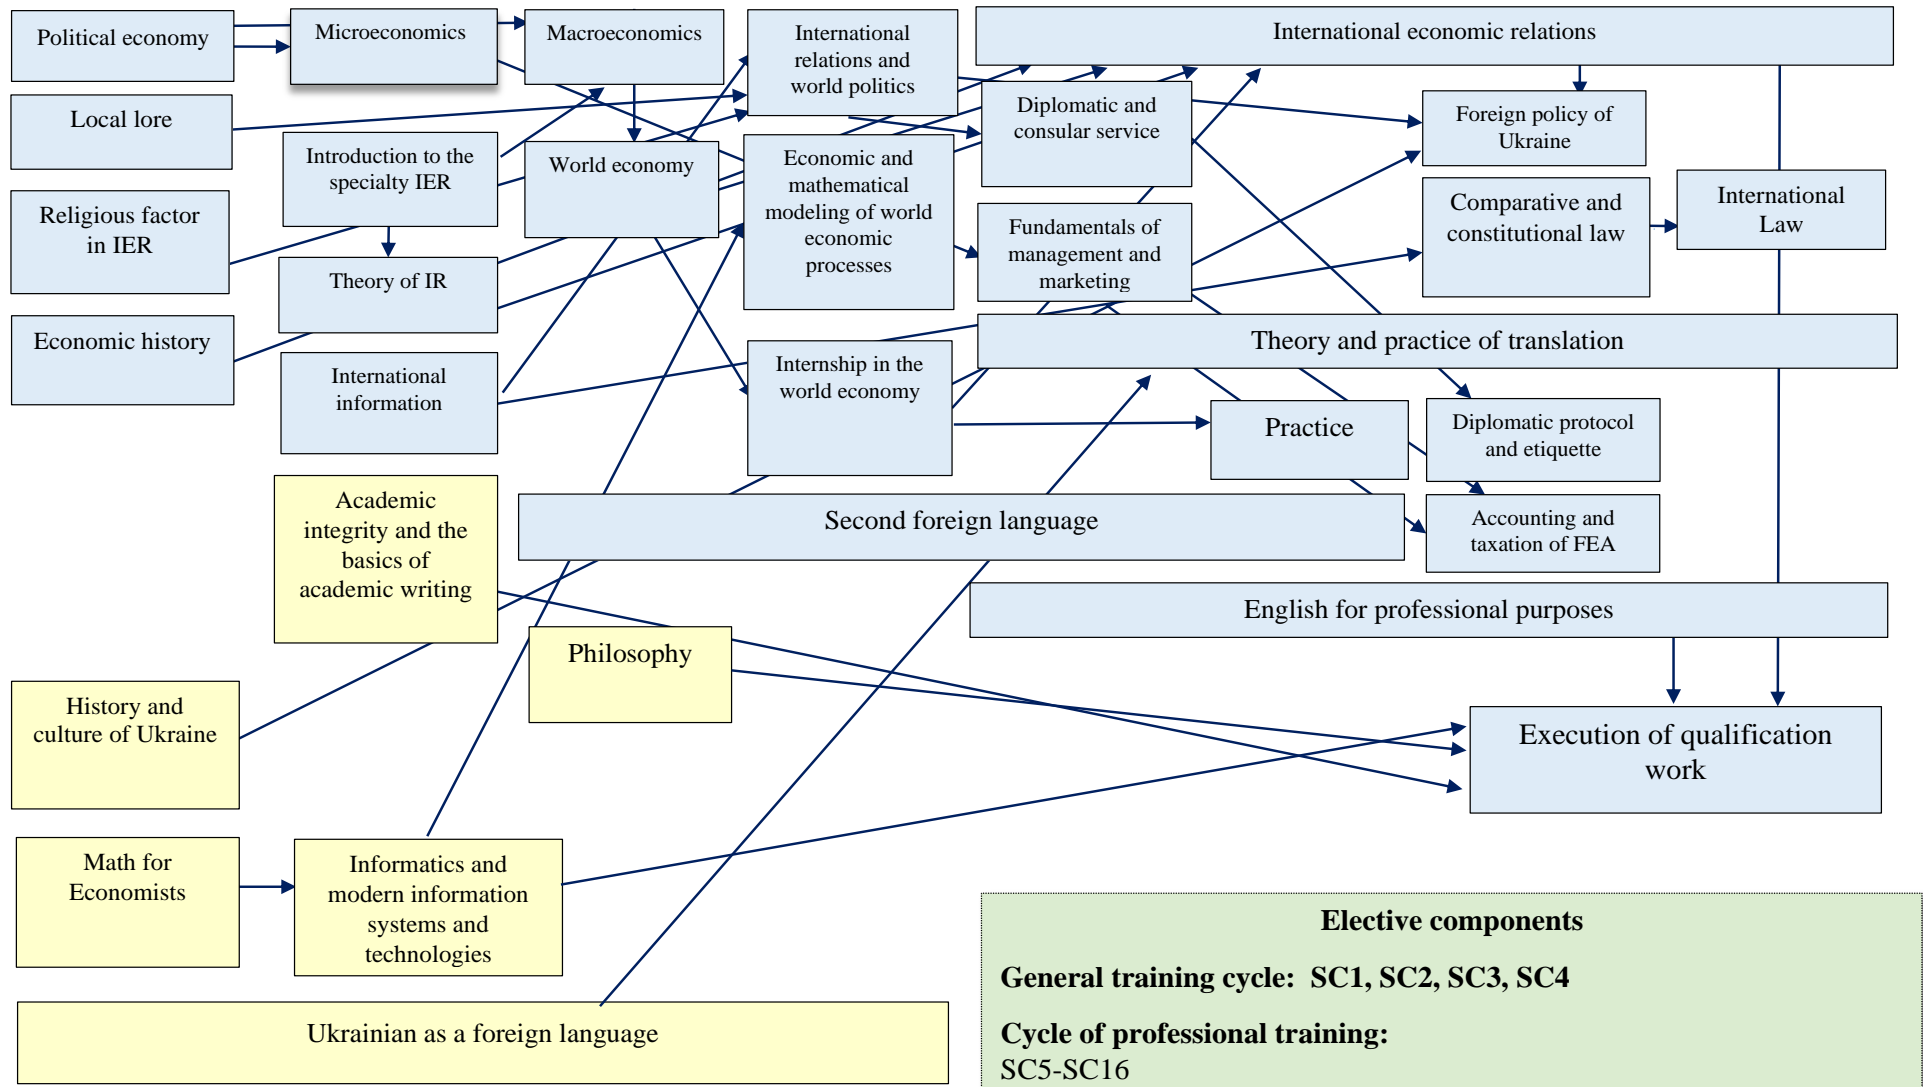 Political economy
Microeconomics
Macroeconomics
International
relations and
world politics
International economic relations
Local lore
Introduction to the
specialty IER
World economy
Economic and
mathematical
modeling of world
economic
processes
Diplomatic and
consular service
Foreign policy of
Ukraine
Religious factor
in IER
Theory of IR
Fundamentals of
management and
marketing
Comparative and
constitutional law
International
Law
Economic history
International
information
Internship in the
world economy
Theory and practice of translation
Practice
Diplomatic protocol
and etiquette
Academic
integrity and the
basics of
academic writing
Second foreign language
Accounting and
taxation of FEA
English for professional purposes
Philosophy
History and
culture of Ukraine
Execution of qualification
work
Math for
Economists
Informatics and
modern information
systems and
technologies
Ukrainian as a foreign language
Elective components
General training cycle: SC1, SC2, SC3, SC4
Cycle of professional training:
SC5-SC16